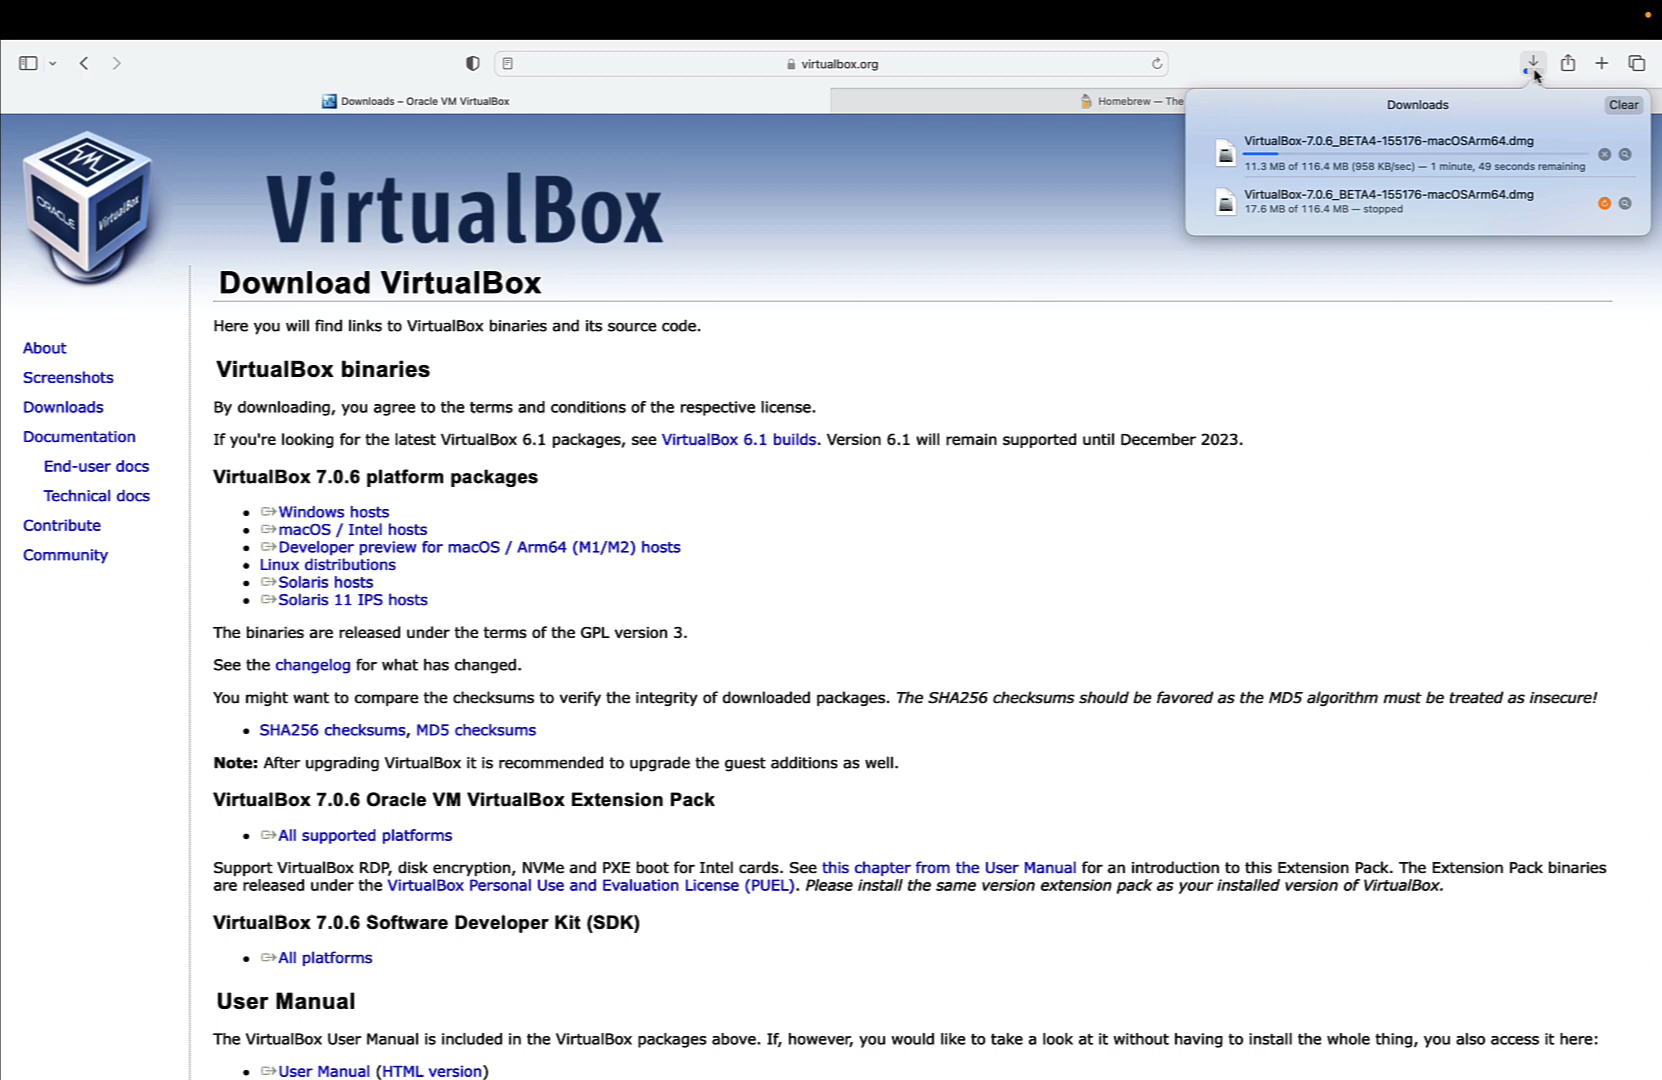 virtualbox.org
Downloads – Oracle VM VirtualBox
Homebrew — The
Downloads
Clear
VirtualBox-7.0.6_BETA4-155176-macOSArm64.dmg
11.3 MB of 116.4 MB (958 KB/sec) — 1 minute, 49 seconds remaining
VirtualBox-7.0.6_BETA4-155176-macOSArm64.dmg
17.6 MB of 116.4 MB — stopped
ORACLE
VirtualBox
VirtualBox
About
Screenshots
Downloads
Documentation
End-user docs
Technical docs
Contribute
Community
Download VirtualBox
Here you will find links to VirtualBox binaries and its source code.
VirtualBox binaries
By downloading, you agree to the terms and conditions of the respective license.
If you're looking for the latest VirtualBox 6.1 packages, see VirtualBox 6.1 builds. Version 6.1 will remain supported until December 2023.
VirtualBox 7.0.6 platform packages
• Windows hosts
• macOS / Intel hosts
• Developer preview for macOS / Arm64 (M1/M2) hosts
• Linux distributions
• Solaris hosts
• Solaris 11 IPS hosts
The binaries are released under the terms of the GPL version 3.
See the changelog for what has changed.
You might want to compare the checksums to verify the integrity of downloaded packages. The SHA256 checksums should be favored as the MD5 algorithm must be treated as insecure!
• SHA256 checksums, MD5 checksums
Note: After upgrading VirtualBox it is recommended to upgrade the guest additions as well.
VirtualBox 7.0.6 Oracle VM VirtualBox Extension Pack
• All supported platforms
Support VirtualBox RDP, disk encryption, NVMe and PXE boot for Intel cards. See this chapter from the User Manual for an introduction to this Extension Pack. The Extension Pack binaries
are released under the VirtualBox Personal Use and Evaluation License (PUEL). Please install the same version extension pack as your installed version of VirtualBox.
VirtualBox 7.0.6 Software Developer Kit (SDK)
• All platforms
User Manual
The VirtualBox User Manual is included in the VirtualBox packages above. If, however, you would like to take a look at it without having to install the whole thing, you also access it here:
• User Manual (HTML version)